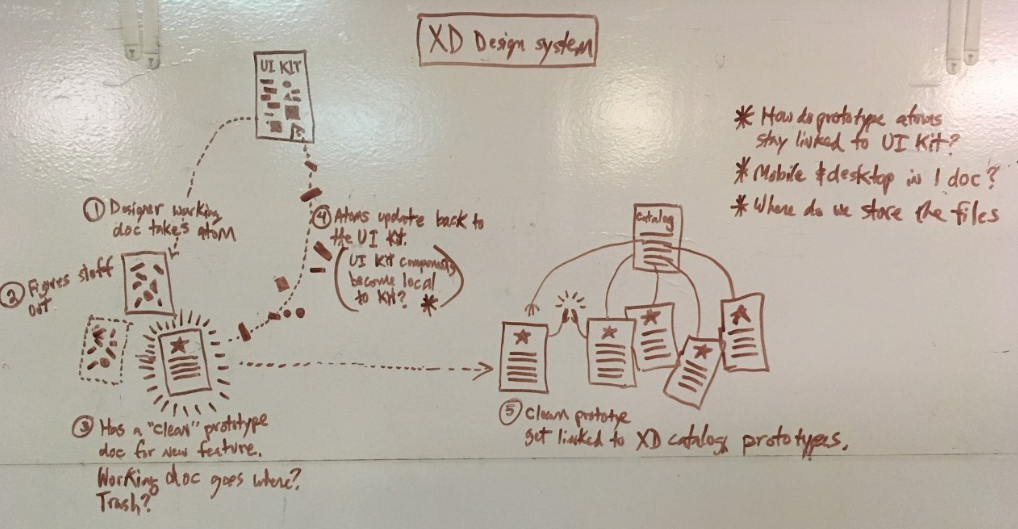 XD Design system
UI KIT
① Designer working
doc takes atom
② Figures stuff
out
③ Has a "clean" prototype
doc for new feature.
Working doc goes where?
Trash?
④ Atoms update back to
the UI Kit.
(UI Kit components
become local
to Kit? *)
catalog
⑤ Clean prototype
get linked to XD catalog prototypes.
* How do prototype atoms
stay linked to UI Kit?
* Mobile & desktop in 1 doc?
* Where do we store the files